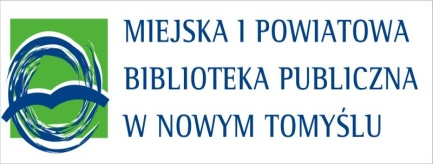 MIEJSKA I POWIATOWA
BIBLIOTEKA PUBLICZNA
W NOWYM TOMYŚLU